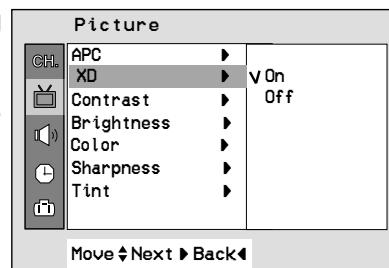 Picture
CH.
APC
XD
Contrast
Brightness
Color
Sharpness
Tint
On
Off
Move Next Back